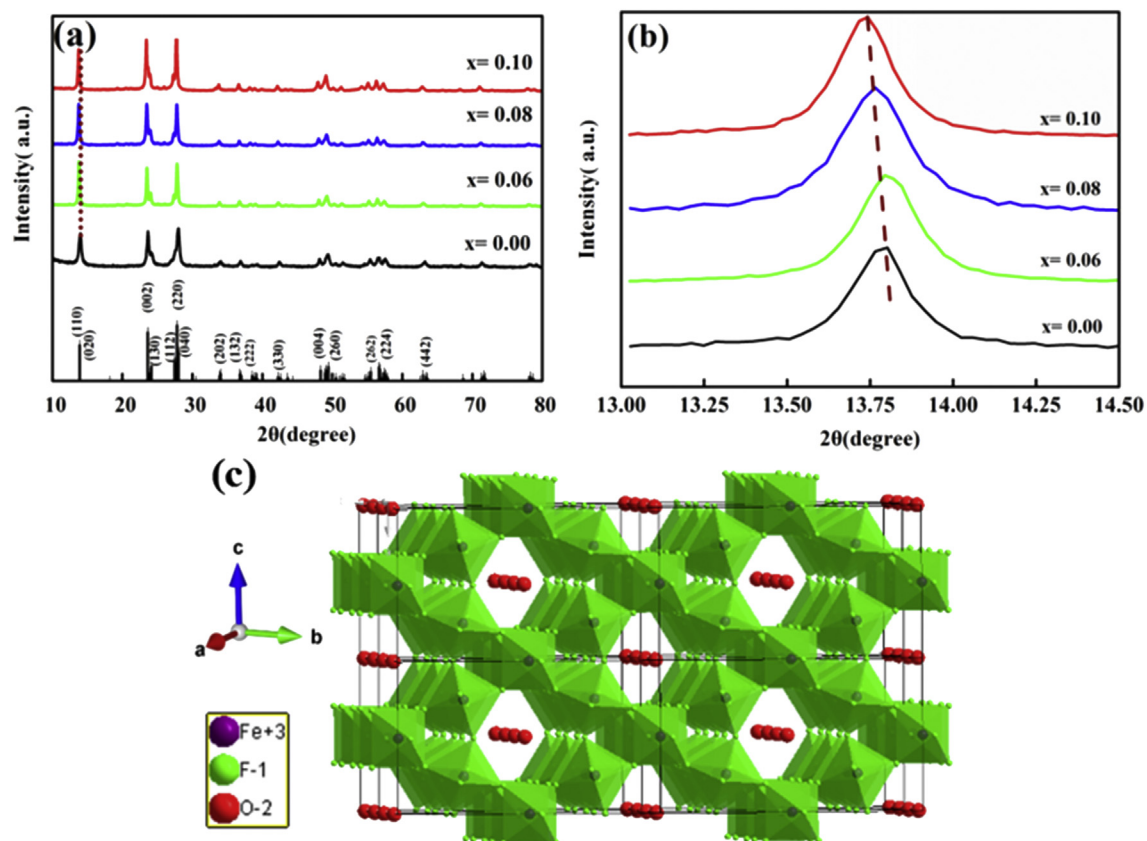 (a)
x= 0.10
x= 0.08
x= 0.06
x= 0.00
Intensity( a.u.)
(110)
(020)
(002)
(130)
(112)
(220)
(040)
(202)
(132)
(222)
(330)
(004)
(260)
(262)
(224)
(442)
10 20 30 40 50 60 70 80
2θ(degree)
(b)
x= 0.10
x= 0.08
x= 0.06
x= 0.00
Intensity( a.u.)
13.00 13.25 13.50 13.75 14.00 14.25 14.50
2θ(degree)
(c)
c
a
b
Fe+3
F-1
O-2